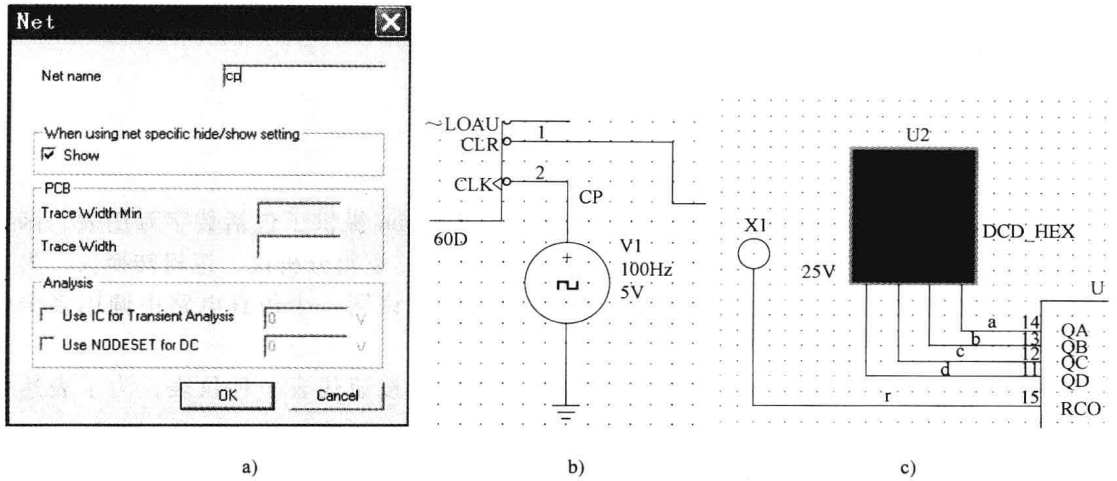 Net
Net name
cp
When using net specific hide/show setting
Show
PCB
Trace Width Min
Trace Width
Analysis
Use IC for Transient Analysis
0
V
Use NODESET for DC
0
V
OK
Cancel
a)
~LOAU
CLR
1
CLK
2
CP
60D
V1
100Hz
5V
b)
U2
X1
DCD_HEX
25V
U
a
14
QA
b
13
QB
c
12
QC
d
11
QD
r
15
RCO
c)